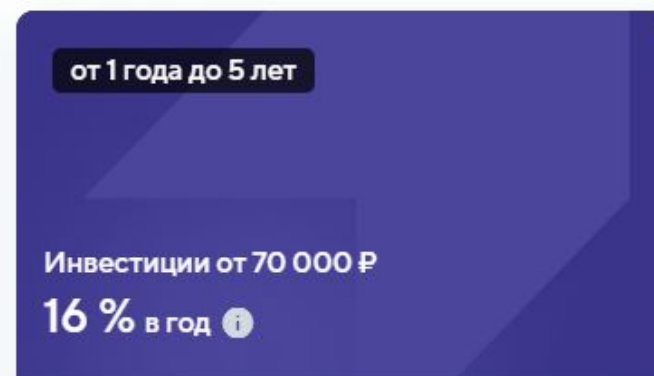 от 1 года до 5 лет
Инвестиции от 70 000 ₽
16 % в год i